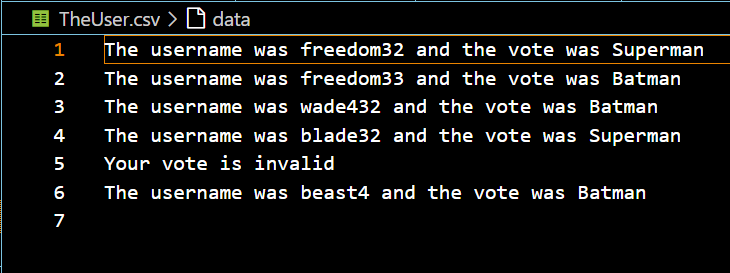 TheUser.csv > data
1 The username was freedom32 and the vote was Superman
2 The username was freedom33 and the vote was Batman
3 The username was wade432 and the vote was Batman
4 The username was blade32 and the vote was Superman
5 Your vote is invalid
6 The username was beast4 and the vote was Batman
7